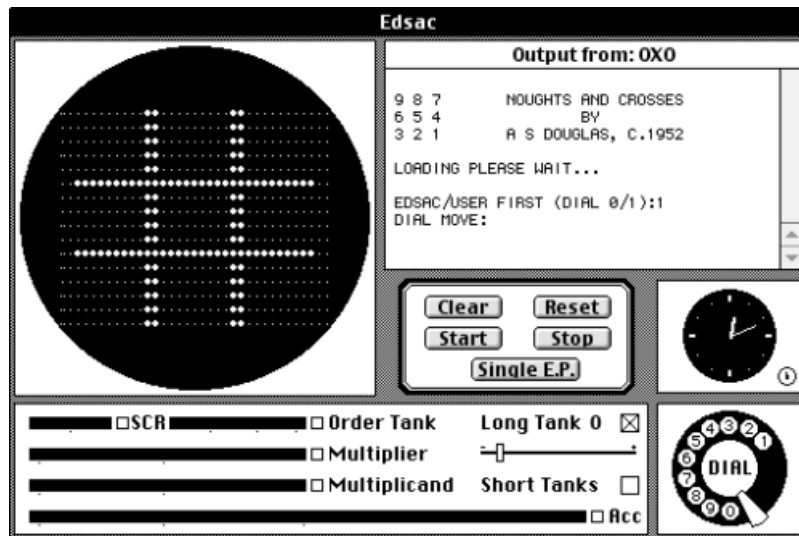 Edsac
Output from: OXO
9 8 7 NOUGHTS AND CROSSES
6 5 4 BY
3 2 1 A S DOUGLAS, C.1952
LOADING PLEASE WAIT...
EDSAC/USER FIRST (DIAL 0/1):1
DIAL MOVE:
Clear Reset
Start Stop
Single E.P.
SCR Order Tank Long Tank 0
Multiplier
- +
Multiplicand Short Tanks
Acc
1 2 3 4 5 6 7 8 9 0
DIAL